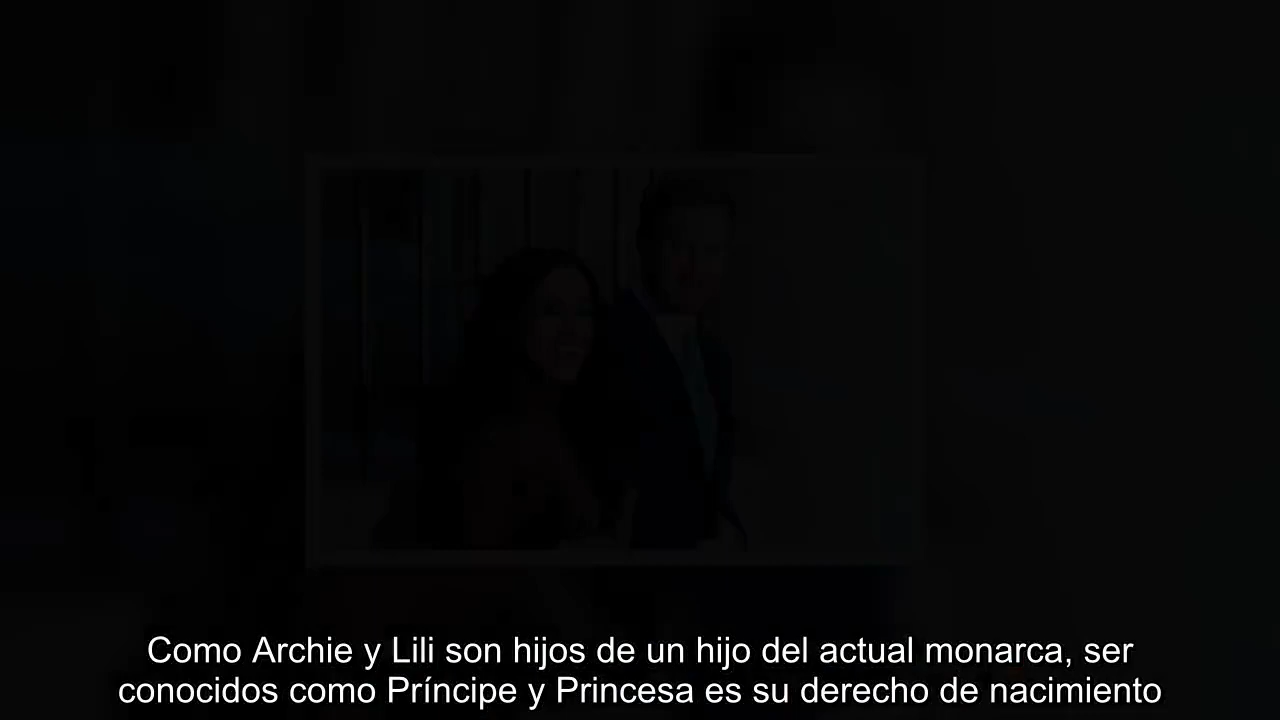 Como Archie y Lili son hijos de un hijo del actual monarca, ser
conocidos como Príncipe y Princesa es su derecho de nacimiento